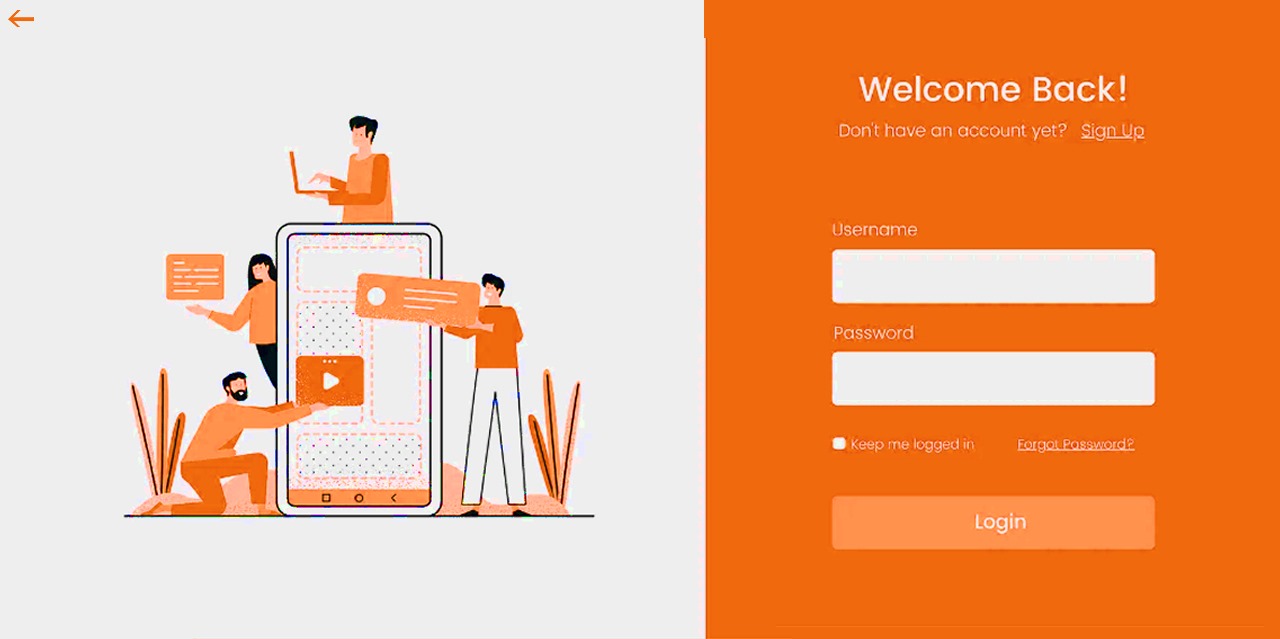 Welcome Back!
Don't have an account yet? Sign Up
Username
Password
Keep me logged in Forgot Password?
Login